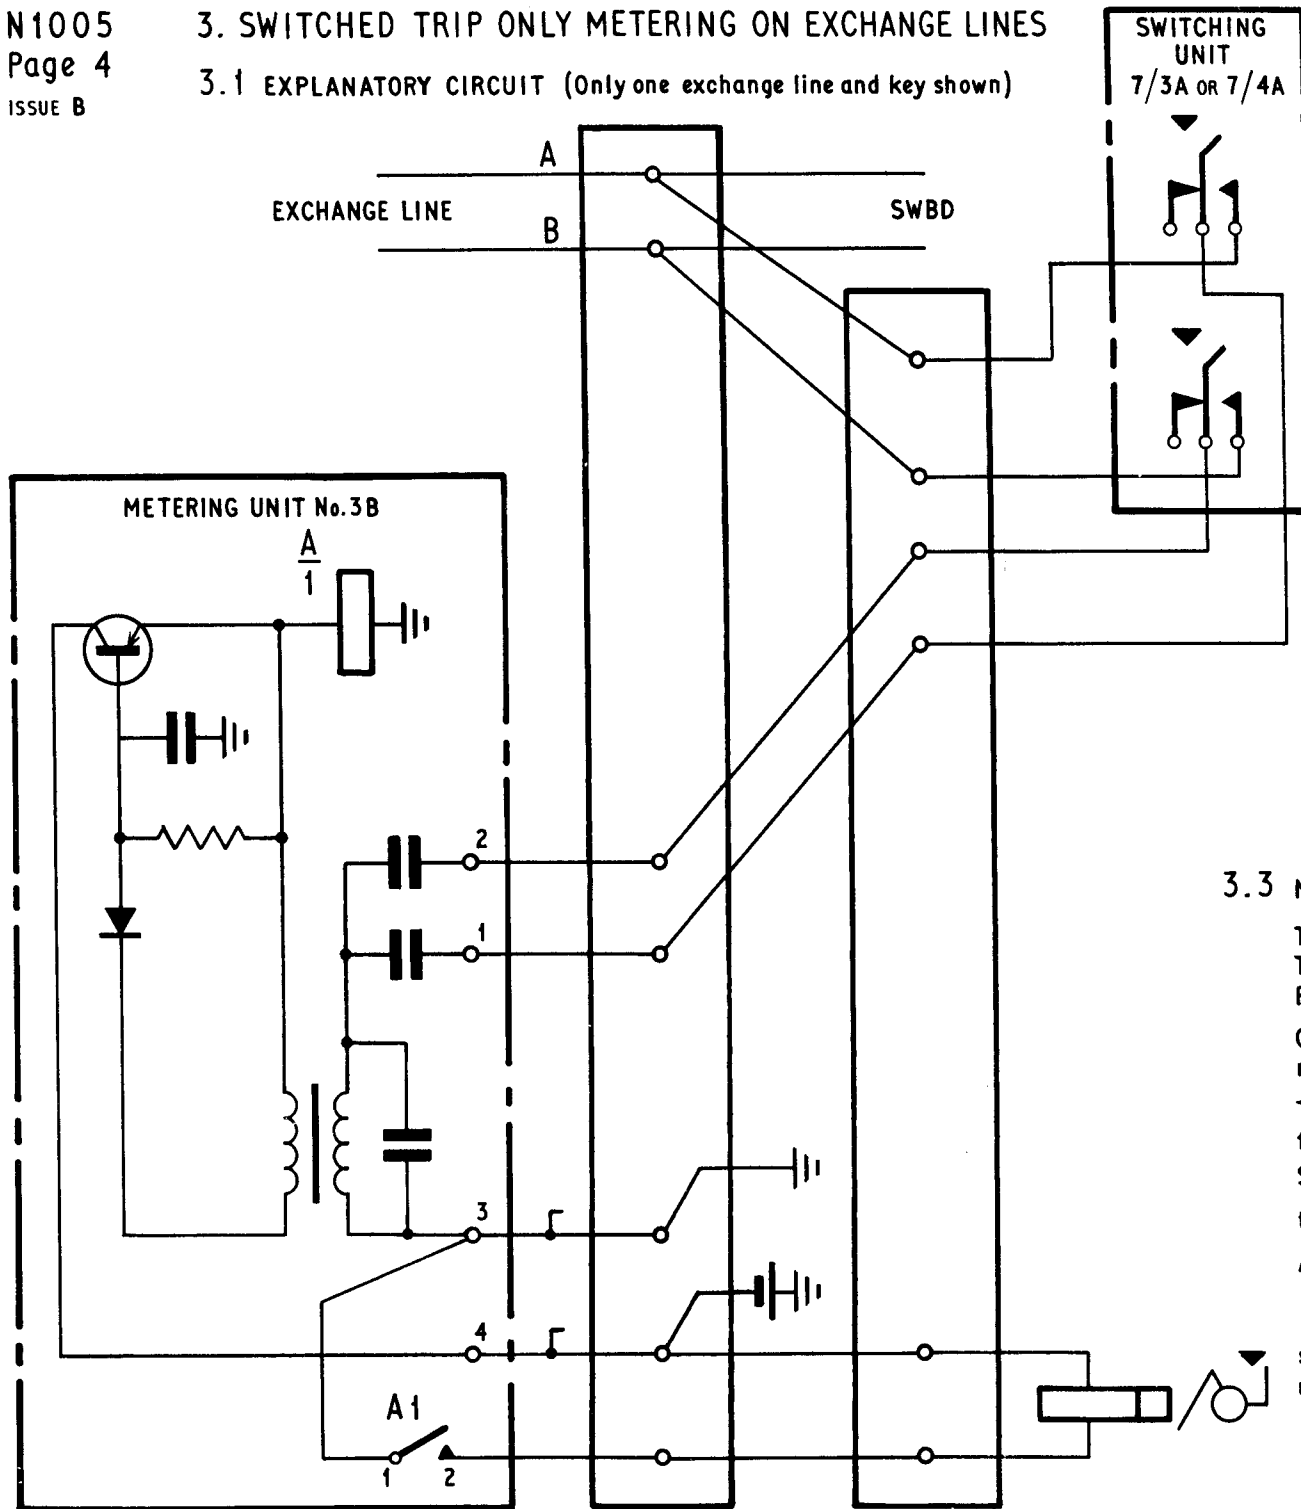 N1005
Page 4
ISSUE B
3. SWITCHED TRIP ONLY METERING ON EXCHANGE LINES
3.1 EXPLANATORY CIRCUIT (Only one exchange line and key shown)
SWITCHING
UNIT
7/3A OR 7/4A
A
EXCHANGE LINE
SWBD
B
METERING UNIT No.3B
A
1
2
1
3.3
3
4
A1
1
2